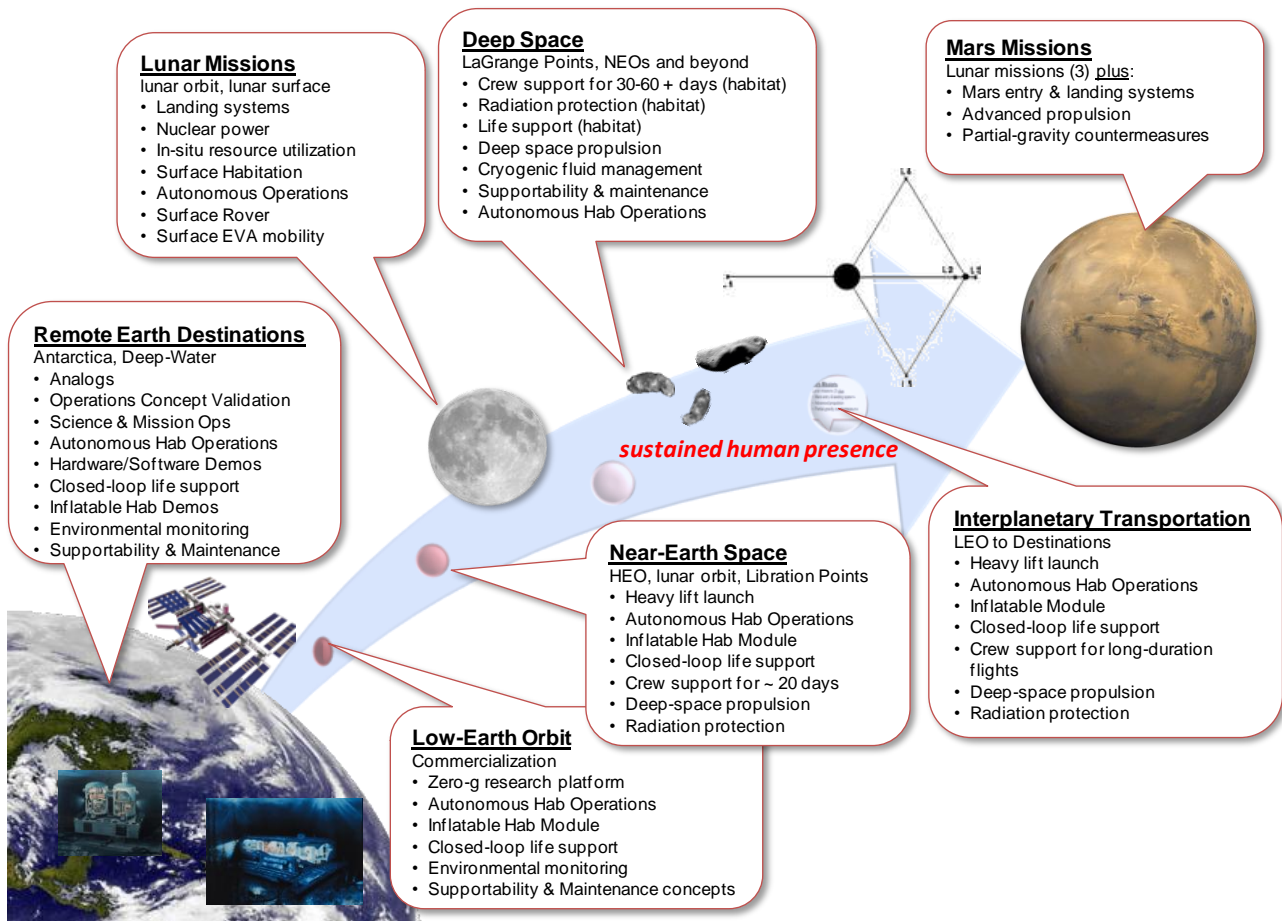 Lunar Missions
lunar orbit, lunar surface
• Landing systems
• Nuclear power
• In-situ resource utilization
• Surface Habitation
• Autonomous Operations
• Surface Rover
• Surface EVA mobility
Deep Space
LaGrange Points, NEOs and beyond
• Crew support for 30-60 + days (habitat)
• Radiation protection (habitat)
• Life support (habitat)
• Deep space propulsion
• Cryogenic fluid management
• Supportability & maintenance
• Autonomous Hab Operations
Mars Missions
Lunar missions (3) plus:
• Mars entry & landing systems
• Advanced propulsion
• Partial-gravity countermeasures
Remote Earth Destinations
Antarctica, Deep-Water
• Analogs
• Operations Concept Validation
• Science & Mission Ops
• Autonomous Hab Operations
• Hardware/Software Demos
• Closed-loop life support
• Inflatable Hab Demos
• Environmental monitoring
• Supportability & Maintenance
L2
sustained human presence
Near-Earth Space
HEO, lunar orbit, Libration Points
• Heavy lift launch
• Autonomous Hab Operations
• Inflatable Hab Module
• Closed-loop life support
• Crew support for ~ 20 days
• Deep-space propulsion
• Radiation protection
Interplanetary Transportation
LEO to Destinations
• Heavy lift launch
• Autonomous Hab Operations
• Inflatable Module
• Closed-loop life support
• Crew support for long-duration
flights
• Deep-space propulsion
• Radiation protection
Low-Earth Orbit
Commercialization
• Zero-g research platform
• Autonomous Hab Operations
• Inflatable Hab Module
• Closed-loop life support
• Environmental monitoring
• Supportability & Maintenance concepts